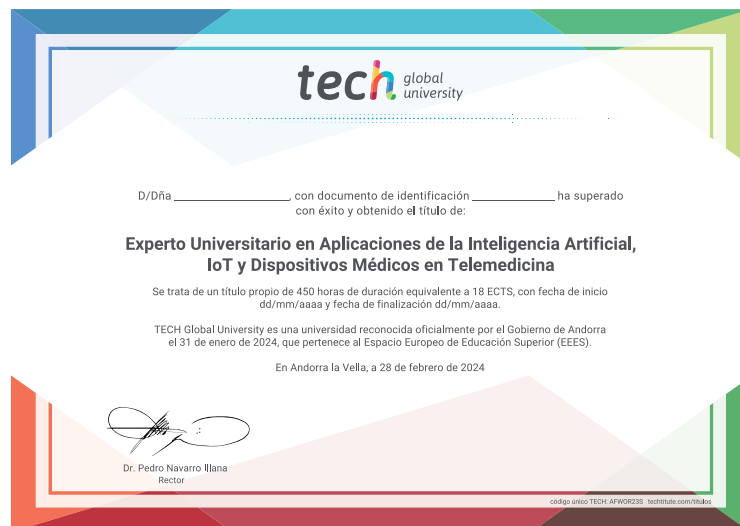 tech global
university
D/Dña ______________, con documento de identificación ______________ ha superado
con éxito y obtenido el título de:
Experto Universitario en Aplicaciones de la Inteligencia Artificial,
IoT y Dispositivos Médicos en Telemedicina
Se trata de un título propio de 450 horas de duración equivalente a 18 ECTS, con fecha de inicio
dd/mm/aaaa y fecha de finalización dd/mm/aaaa.
TECH Global University es una universidad reconocida oficialmente por el Gobierno de Andorra
el 31 de enero de 2024, que pertenece al Espacio Europeo de Educación Superior (EEES).
En Andorra la Vella, a 28 de febrero de 2024
Dr. Pedro Navarro Illana
Rector
código único TECH: AFWOR23S techtitute.com/titulos